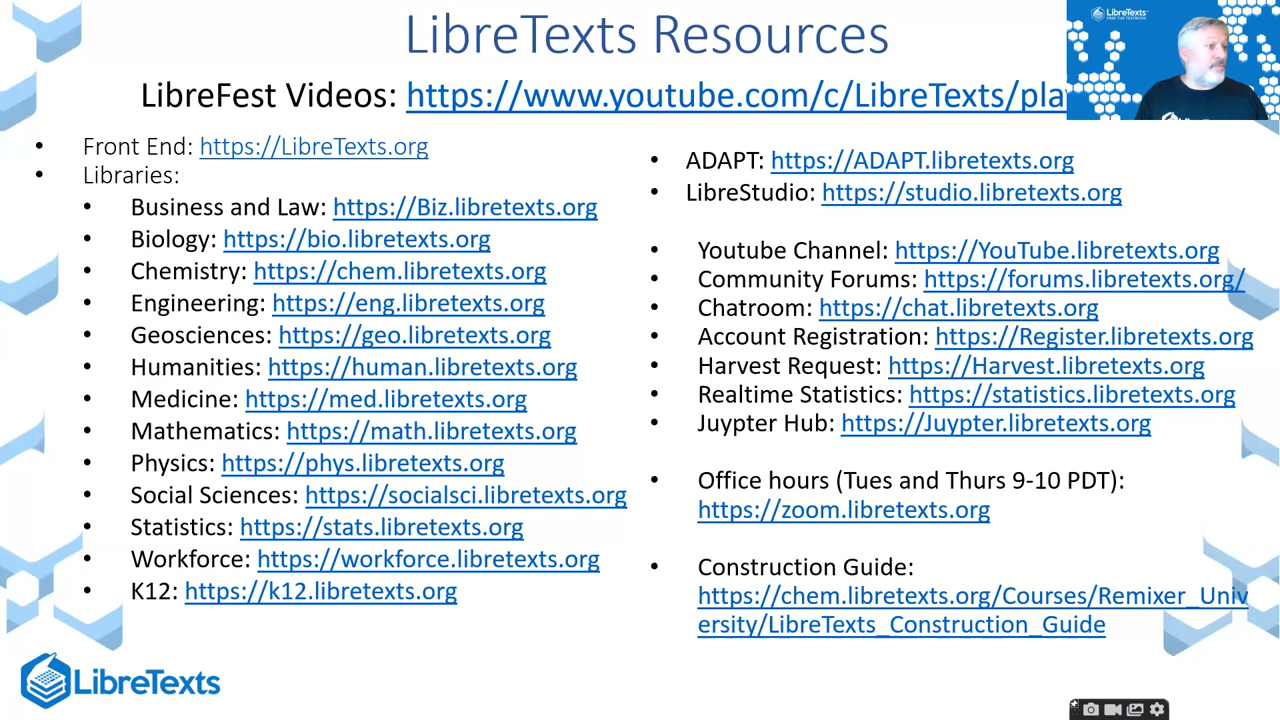 LibreTexts Resources
LibreFest Videos: https://www.youtube.com/c/LibreTexts/pla
Front End: https://LibreTexts.org
Libraries:
Business and Law: https://Biz.libretexts.org
Biology: https://bio.libretexts.org
Chemistry: https://chem.libretexts.org
Engineering: https://eng.libretexts.org
Geosciences: https://geo.libretexts.org
Humanities: https://human.libretexts.org
Medicine: https://med.libretexts.org
Mathematics: https://math.libretexts.org
Physics: https://phys.libretexts.org
Social Sciences: https://socialsci.libretexts.org
Statistics: https://stats.libretexts.org
Workforce: https://workforce.libretexts.org
K12: https://k12.libretexts.org
ADAPT: https://ADAPT.libretexts.org
LibreStudio: https://studio.libretexts.org
Youtube Channel: https://YouTube.libretexts.org
Community Forums: https://forums.libretexts.org/
Chatroom: https://chat.libretexts.org
Account Registration: https://Register.libretexts.org
Harvest Request: https://Harvest.libretexts.org
Realtime Statistics: https://statistics.libretexts.org
Juypter Hub: https://Juypter.libretexts.org
Office hours (Tues and Thurs 9-10 PDT):
https://zoom.libretexts.org
Construction Guide:
https://chem.libretexts.org/Courses/Remixer_Univ
ersity/LibreTexts_Construction_Guide
LibreTexts
LibreTexts
FREE THE TEXTBOOK